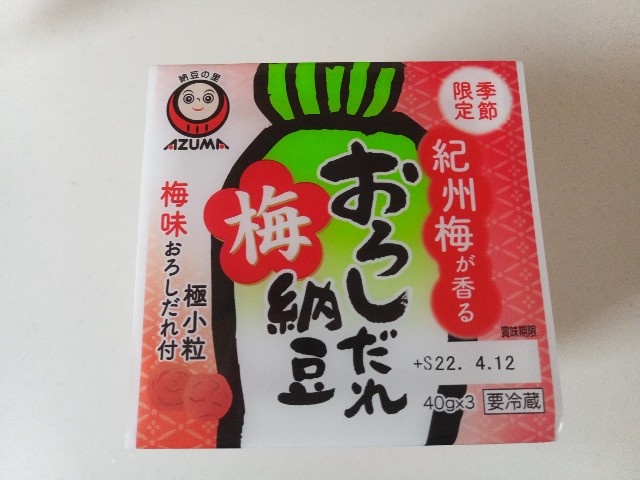 納豆の里
AZUMA
季節
限定
紀州梅が香る
おろしだれ
梅
納豆
梅味
おろしだれ付
極小粒
賞味期限
+S22. 4.12
40g×3 要冷蔵